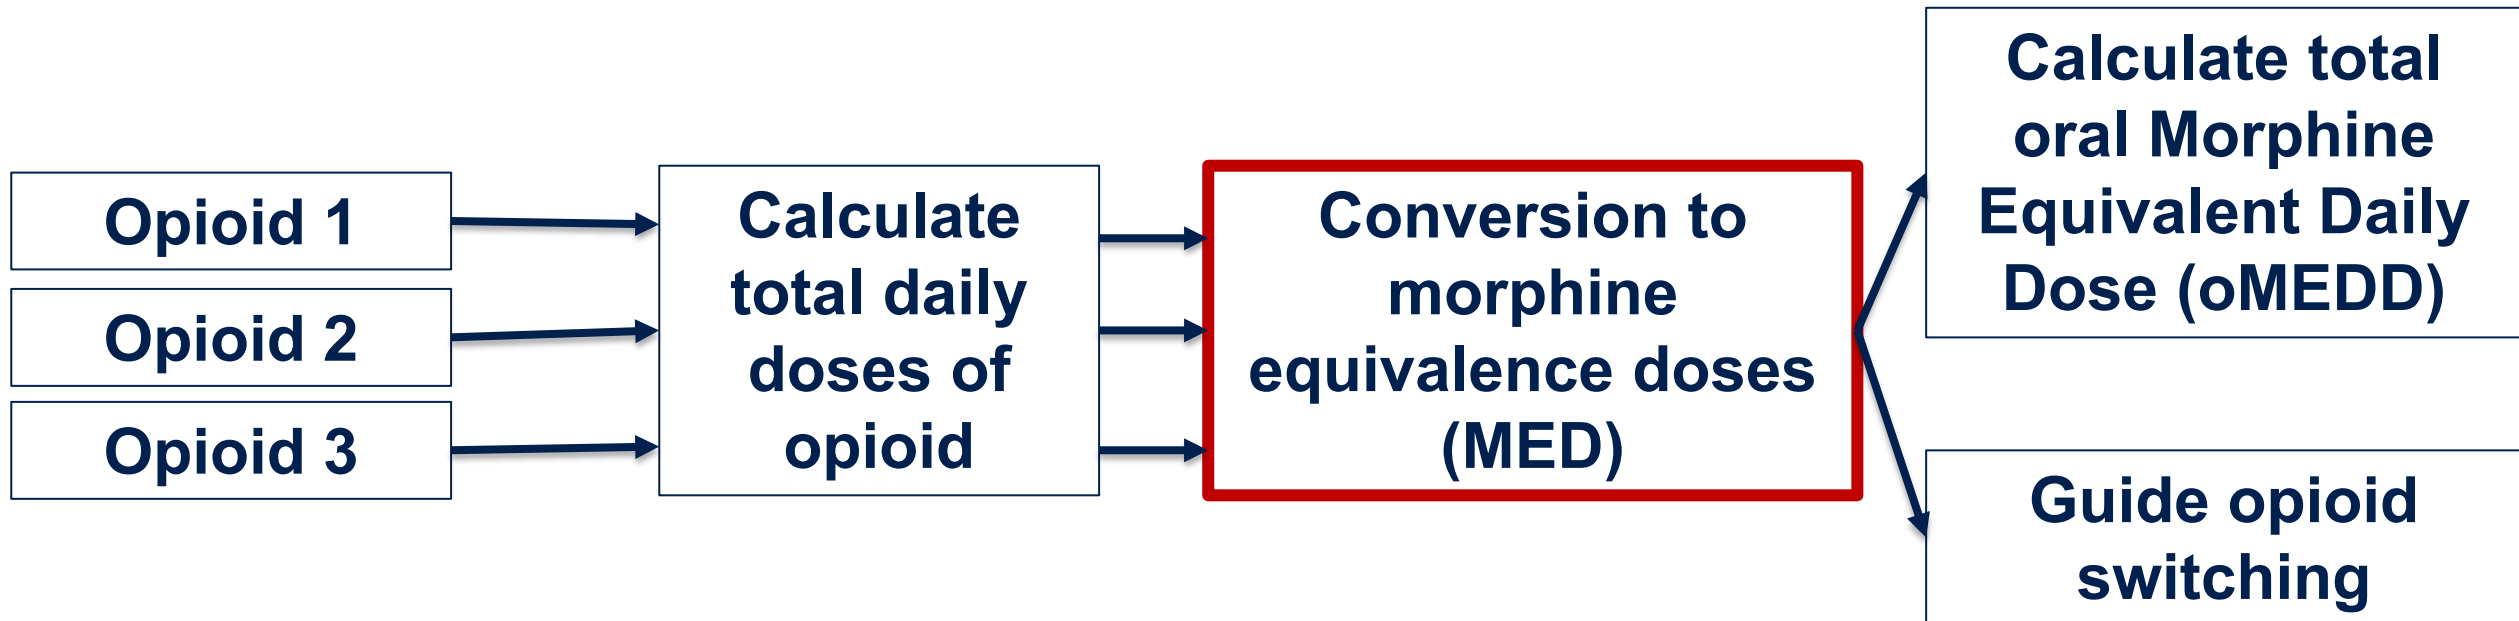 Opioid 1
Opioid 2
Opioid 3
Calculate
total daily
doses of
opioid
Conversion to
morphine
equivalence doses
(MED)
Calculate total
oral Morphine
Equivalent Daily
Dose (oMEDD)
Guide opioid
switching